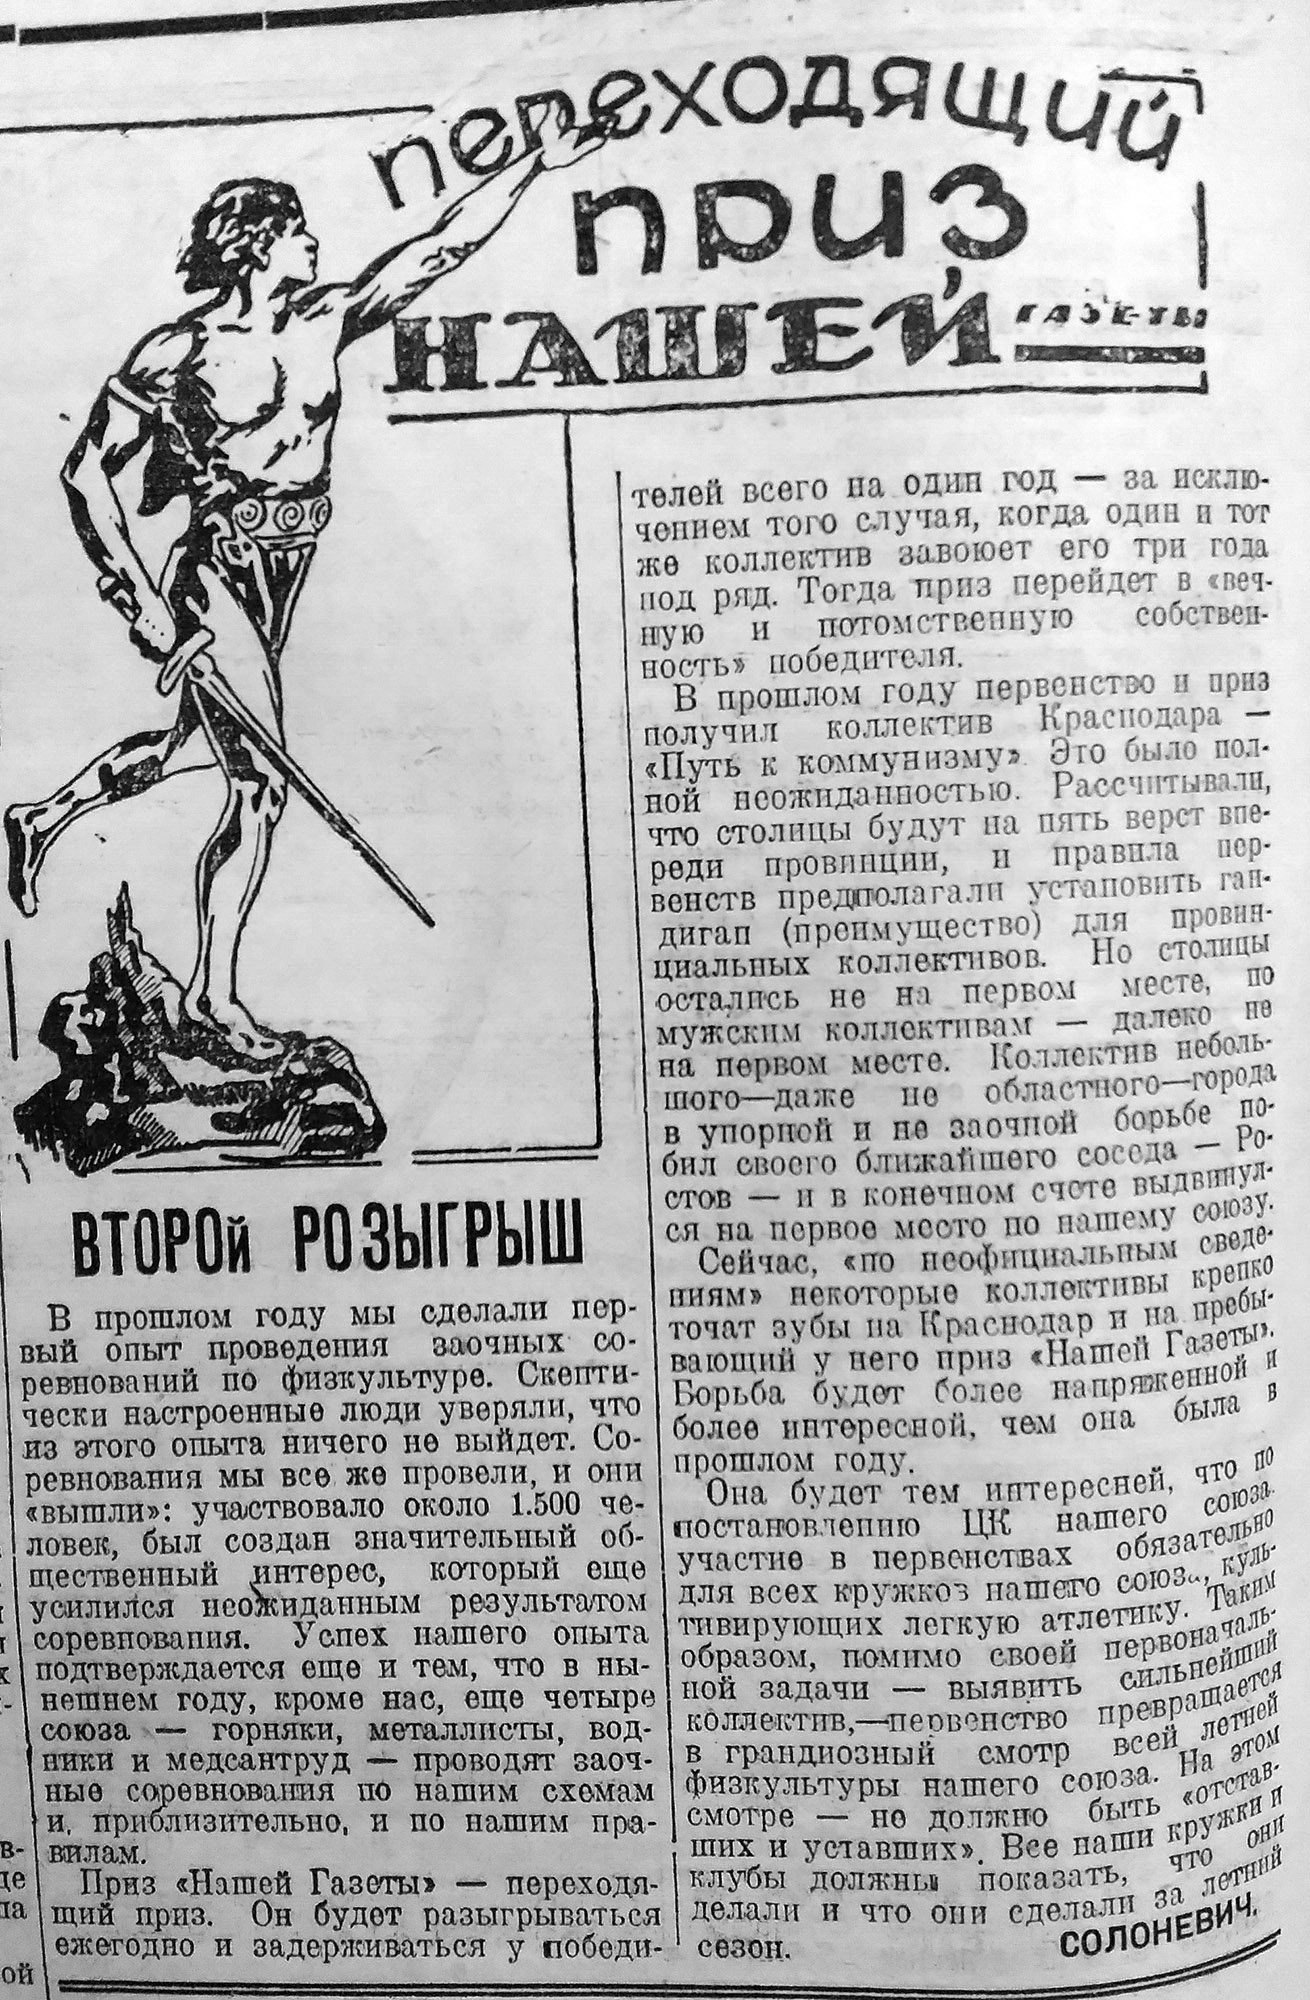 переходящий
приз
НАШЕЙ ГАЗЕТЫ
ВТОРОЙ РОЗЫГРЫШ
В прошлом году мы сделали пер-
вый опыт проведения заочных со-
ревнований по физкультуре. Скепти-
чески настроенные люди уверяли, что
из этого опыта ничего не выйдет. Со-
ревнования мы все же провели, и они
«вышли»: участвовало около 1.500 че-
ловек, был создан значительный об-
щественный интерес, который еще
усилился неожиданным результатом
соревнования. Успех нашего опыта
подтверждается еще и тем, что в ны-
нешнем году, кроме нас, еще четыре
союза — горняки, металлисты, вод-
ники и медсантруд — проводят заоч-
ные соревнования по нашим схемам
и, приблизительно, и по нашим пра-
вилам.
Приз «Нашей Газеты» — переходя-
щий приз. Он будет разыгрываться
ежегодно и задерживаться у победи-
телей всего на один год — за исклю-
чением того случая, когда один и тот
же коллектив завоюет его три года
под ряд. Тогда приз перейдет в «веч-
ную и потомственную собствен-
ность» победителя.
В прошлом году первенство и приз
получил коллектив Краснодара —
«Путь к коммунизму». Это было пол-
ной неожиданностью. Рассчитывали,
что столицы будут на пять верст впе-
реди провинции, и правила пер-
венств предполагали установить ган-
дигап (преимущество) для провин-
циальных коллективов. Но столицы
остались не на первом месте, по
мужским коллективам — далеко не
на первом месте. Коллектив неболь-
шого—даже не областного—города
в упорной и не заочной борьбе по-
бил своего ближайшего соседа — Ро-
стов — и в конечном счете выдвинул-
ся на первое место по нашему союзу.
Сейчас, «по неофициальным сведе-
ниям» некоторые коллективы крепко
точат зубы на Краснодар и на пребы-
вающий у него приз «Нашей Газеты».
Борьба будет более напряженной и
более интересной, чем она была в
прошлом году.
Она будет тем интересней, что по
постановлению ЦК нашего союза
участие в первенствах обязательно
для всех кружков нашего союза, куль-
тивирующих легкую атлетику. Таким
образом, помимо своей первоначаль-
ной задачи — выявить сильнейший
коллектив,—первенство превращается
в грандиозный смотр всей летней
физкультуры нашего союза. На этом
смотре — не должно быть «отстав-
ших и уставших». Все наши кружки и
клубы должны показать, что они
делали и что они сделали за летний
сезон.
СОЛОНЕВИЧ.